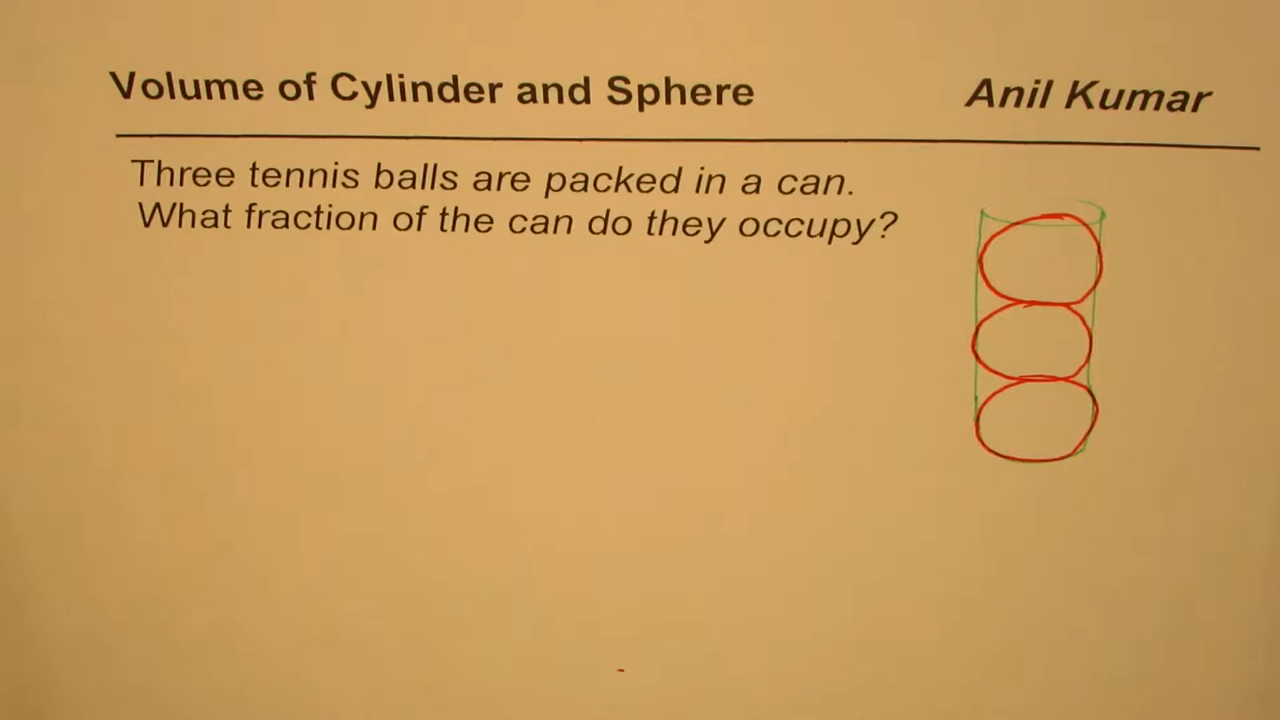 Volume of Cylinder and Sphere Anil Kumar
Three tennis balls are packed in a can.
What fraction of the can do they occupy?